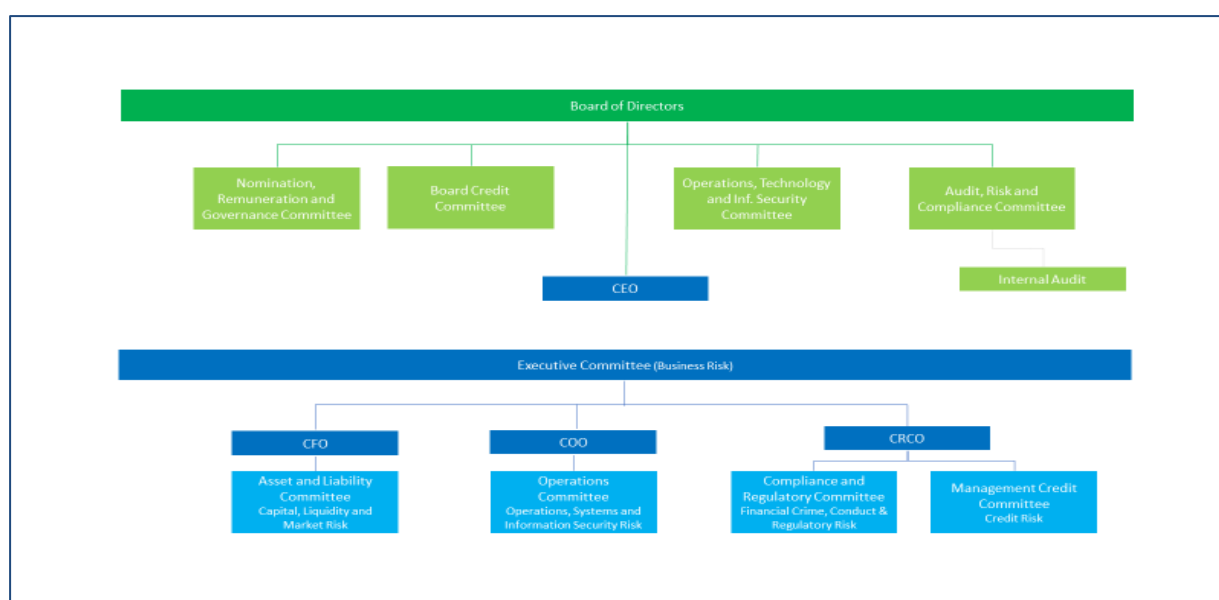 Board of Directors
Nomination,
Remuneration and
Governance Committee
Board Credit
Committee
Operations, Technology
and Inf. Security
Committee
Audit, Risk and
Compliance Committee
Internal Audit
CEO
Executive Committee (Business Risk)
CFO
COO
CRCO
Asset and Liability
Committee
Capital, Liquidity and
Market Risk
Operations
Committee
Operations, Systems and
Information Security Risk
Compliance and
Regulatory Committee
Financial Crime, Conduct &
Regulatory Risk
Management Credit
Committee
Credit Risk